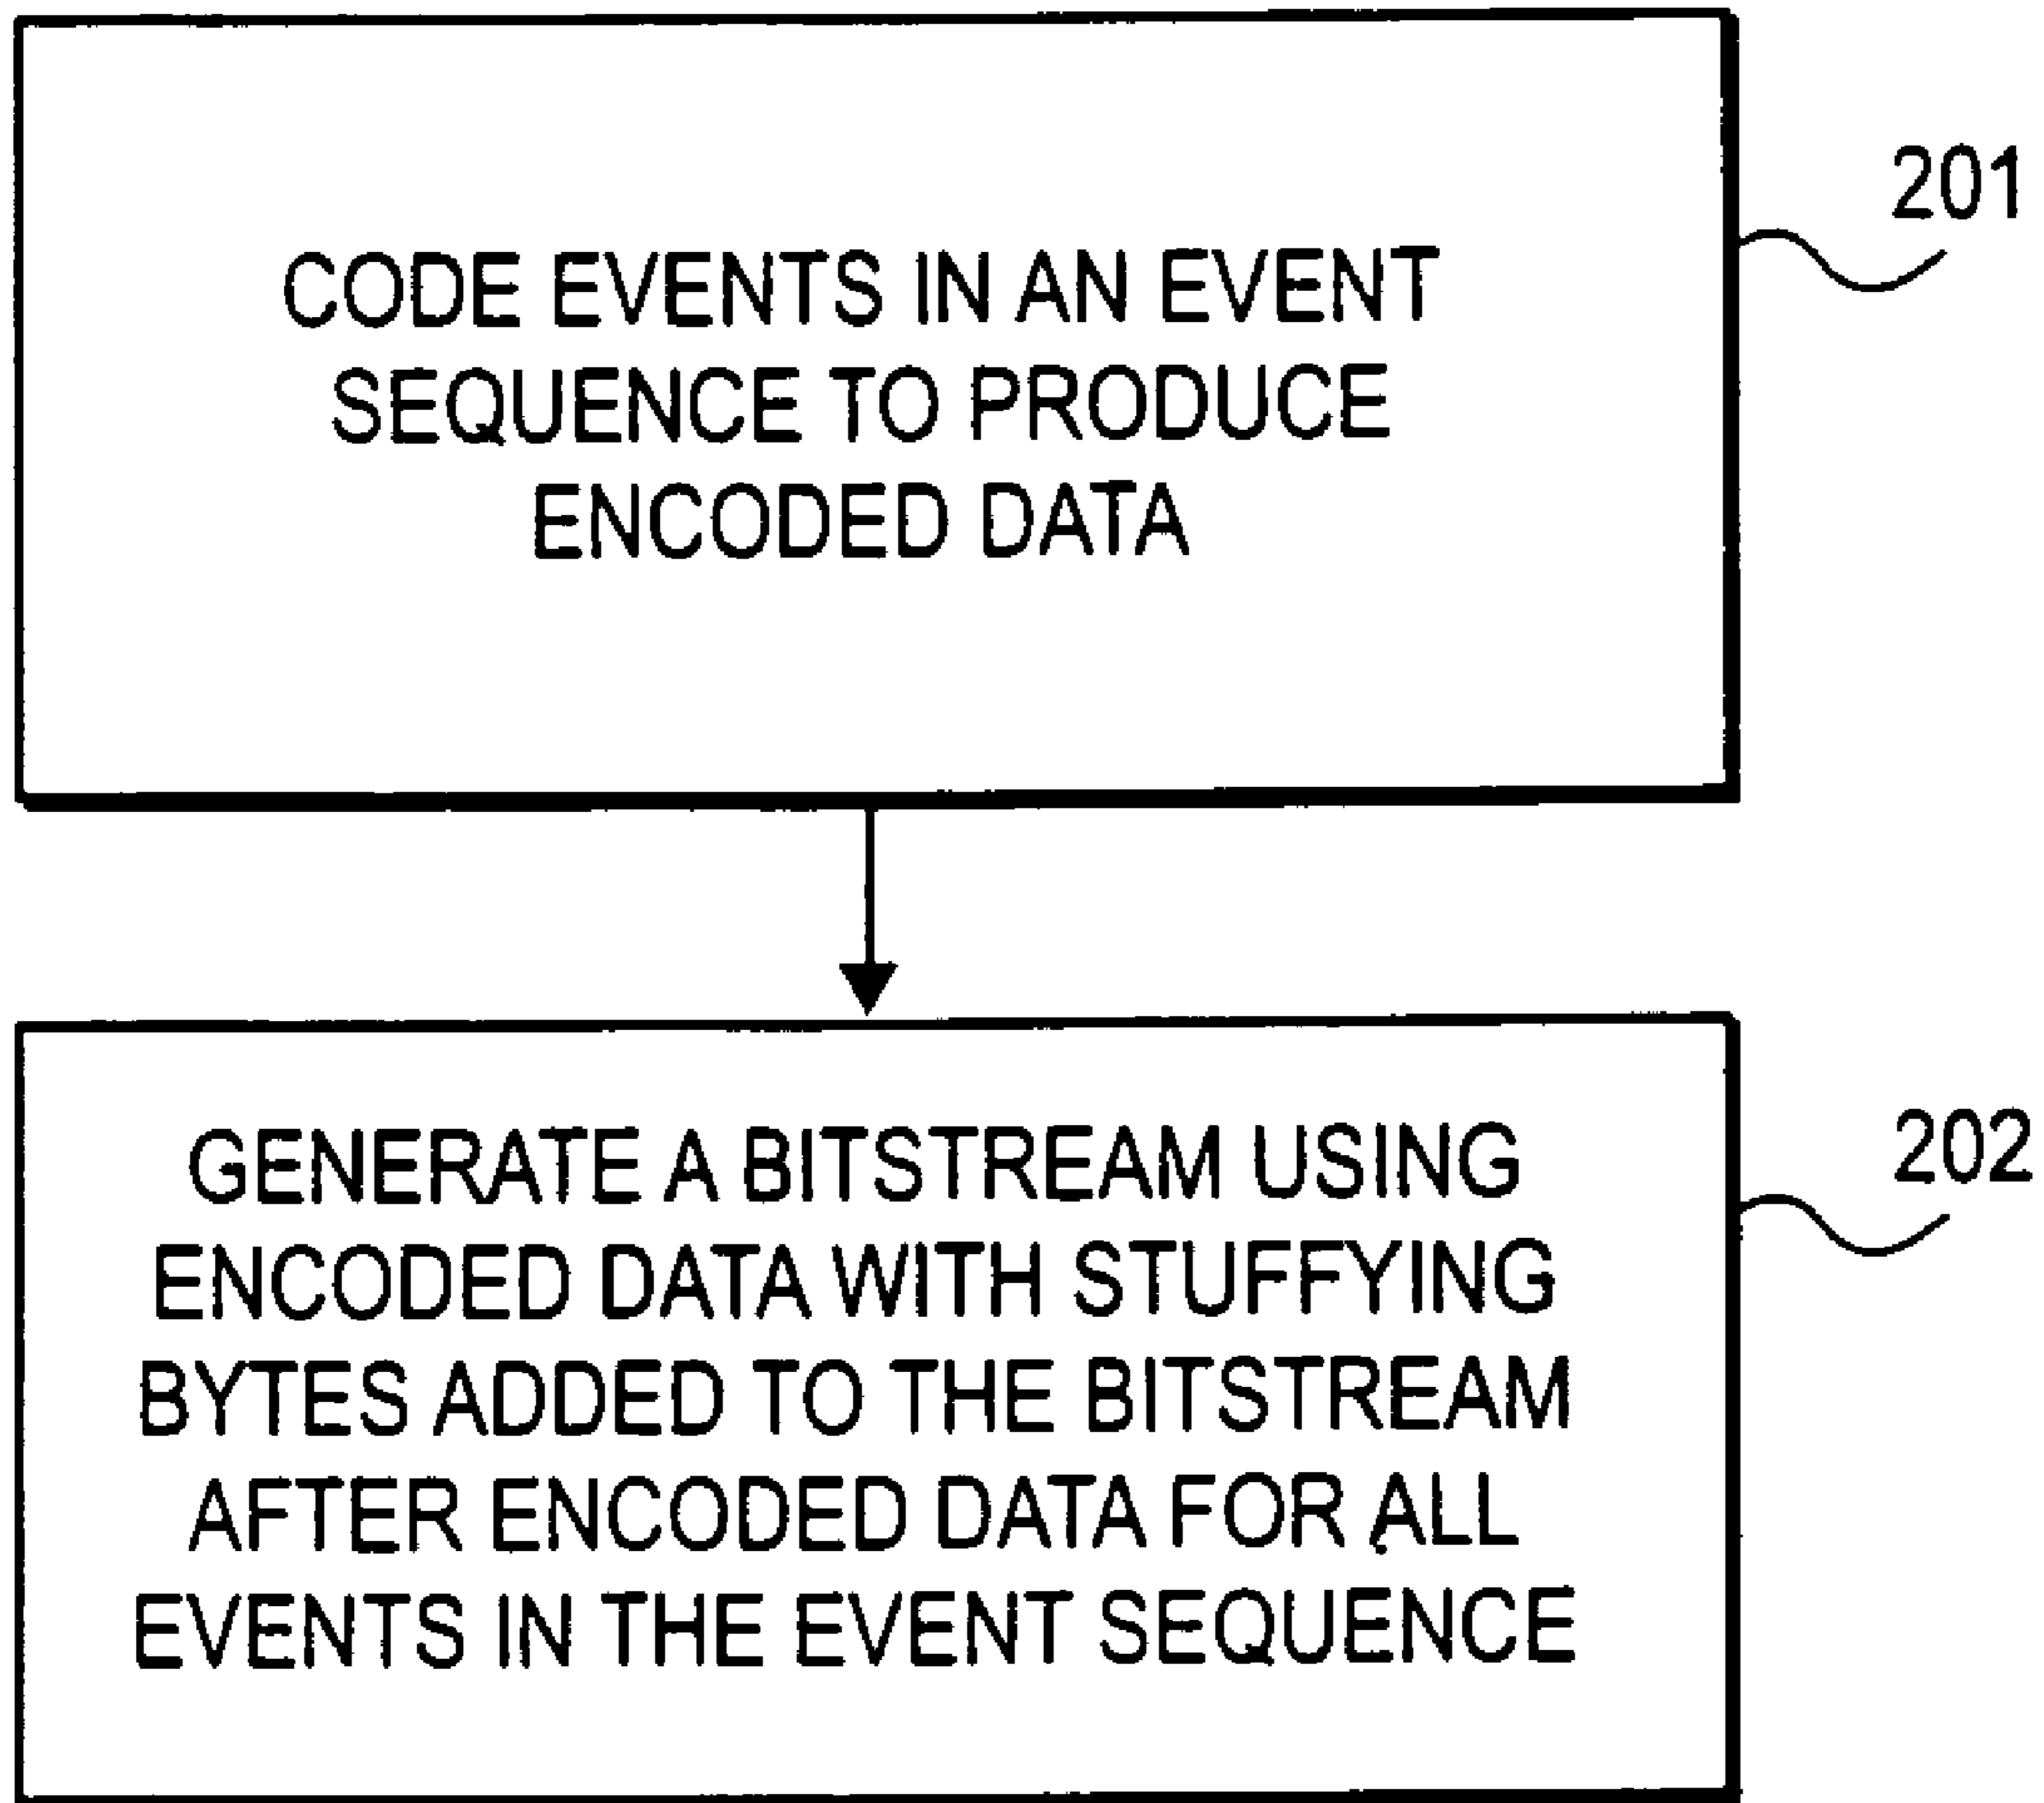 CODE EVENTS IN AN EVENT
SEQUENCE TO PRODUCE
ENCODED DATA
201
GENERATE A BITSTREAM USING
ENCODED DATA WITH STUFFYING
BYTES ADDED TO THE BITSTREAM
AFTER ENCODED DATA FOR ALL
EVENTS IN THE EVENT SEQUENCE
202